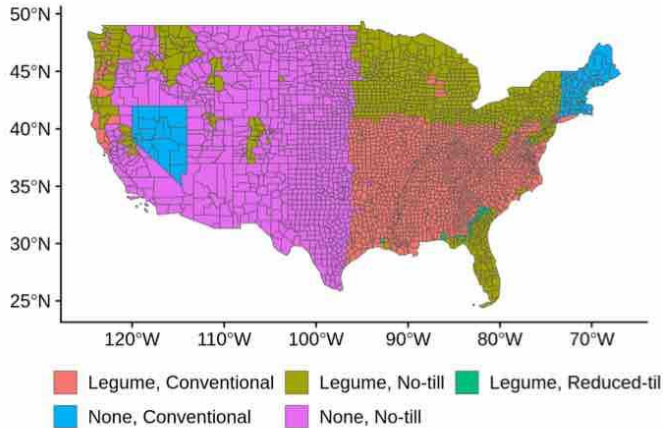 50°N
45°N
40°N
35°N
30°N
25°N
120°W 110°W 100°W 90°W 80°W 70°W
Legume, Conventional Legume, No-till Legume, Reduced-til
None, Conventional None, No-till